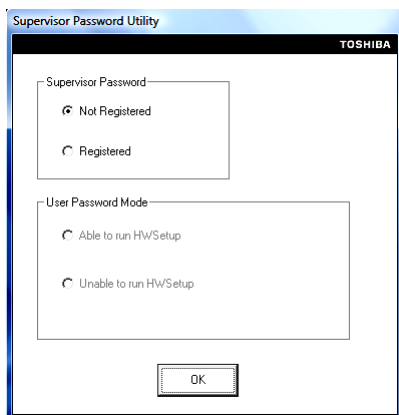 Supervisor Password Utility
TOSHIBA
Supervisor Password
Not Registered
Registered
User Password Mode
Able to run HWSetup
Unable to run HWSetup
OK